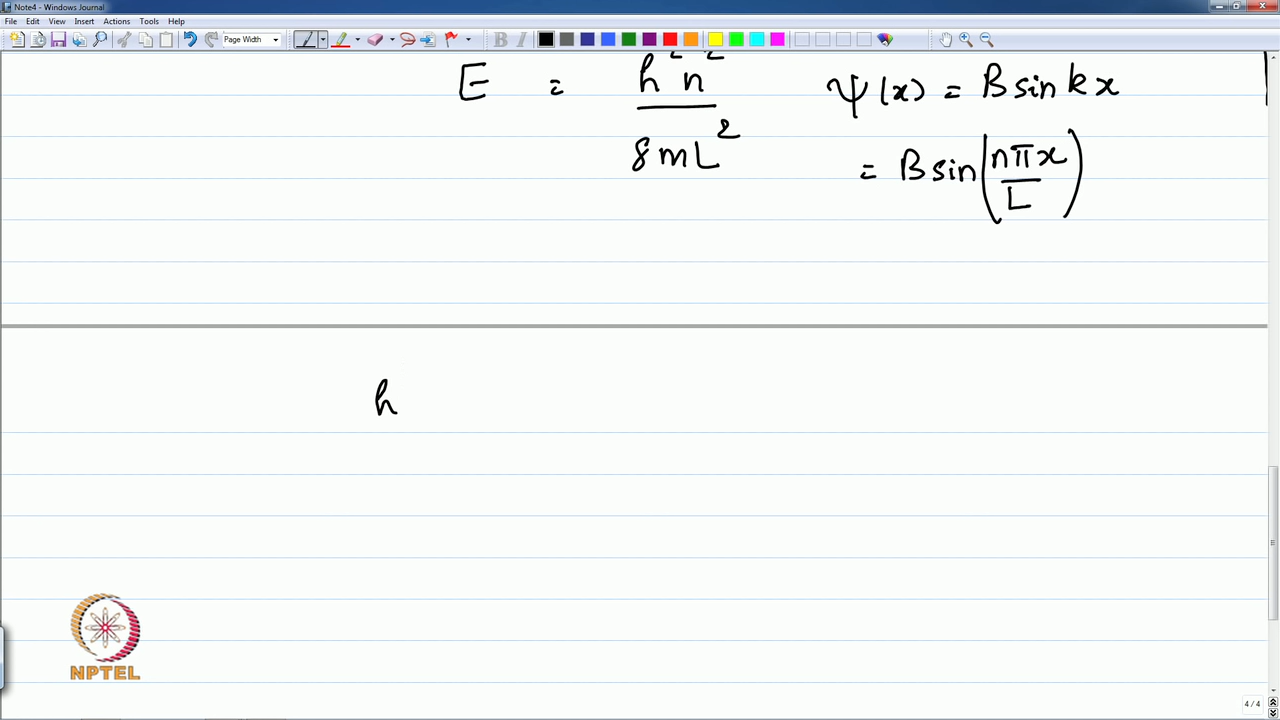 Note4 - Windows Journal
File Edit View Insert Actions Tools Help
Page Width B I
E = h²n² / 8mL²
ψ(x) = B sin kx
= B sin(nπx / L)
h
NPTEL
4 / 4